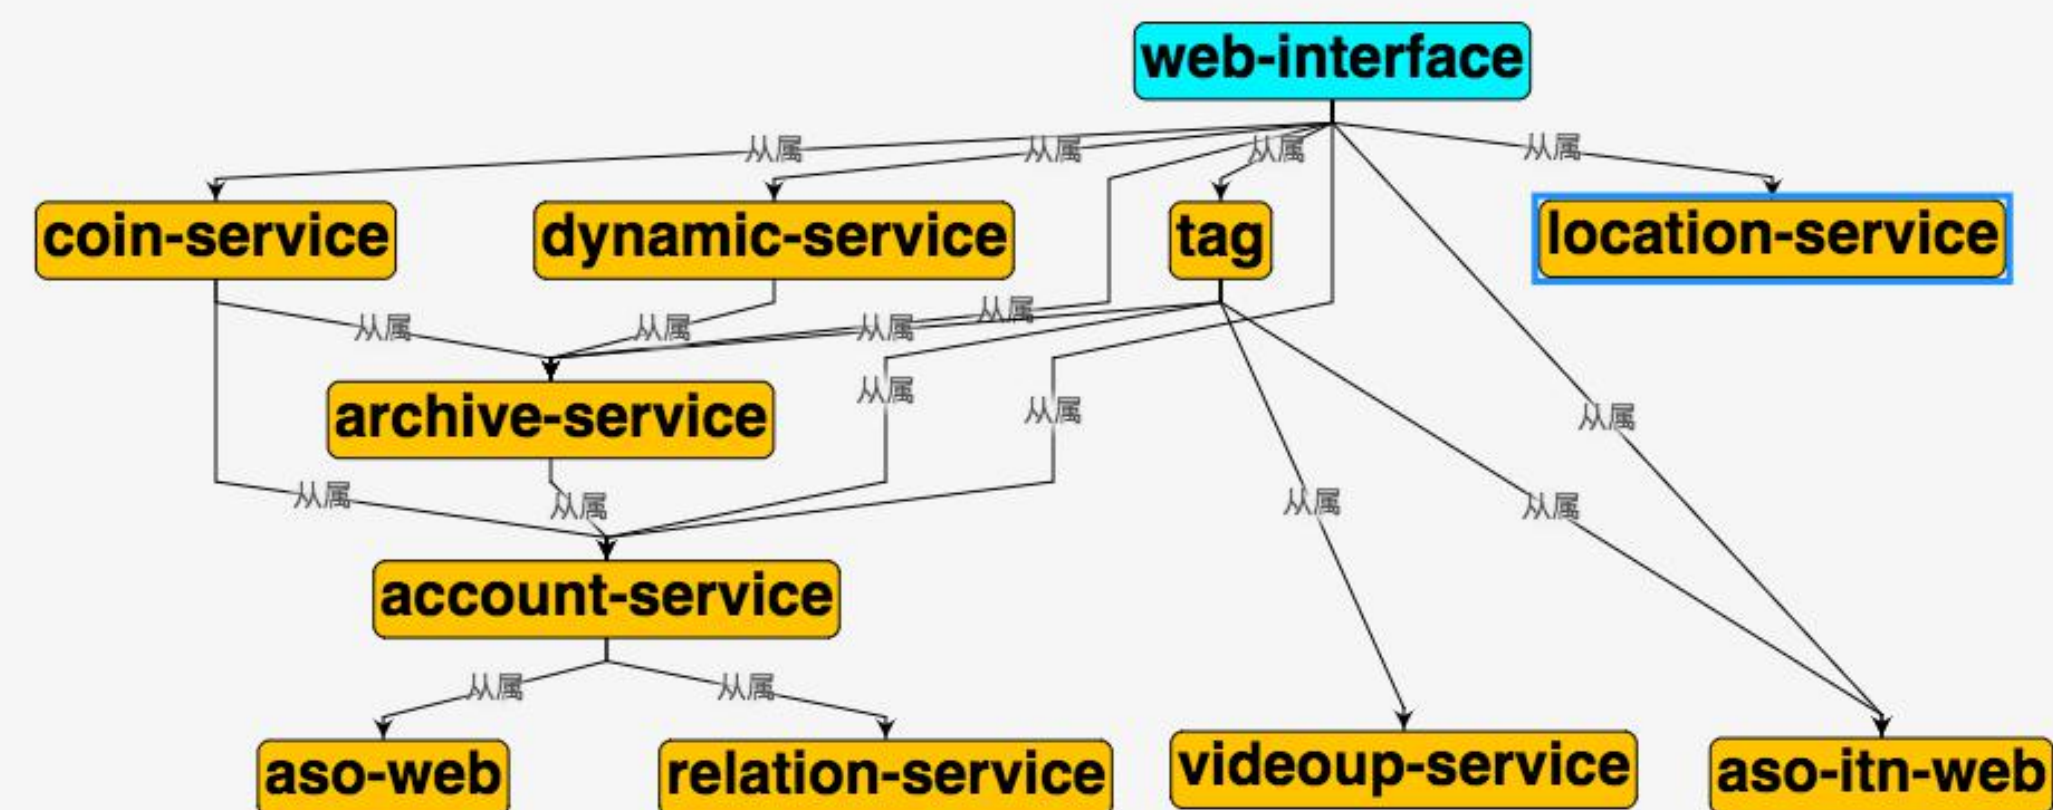 web-interface
从属
从属
从属
从属
coin-service
dynamic-service
tag
location-service
从属
从属
从属
从属
从属
从属
从属
archive-service
从属
从属
从属
从属
account-service
从属
从属
aso-web
relation-service
videoup-service
aso-itn-web